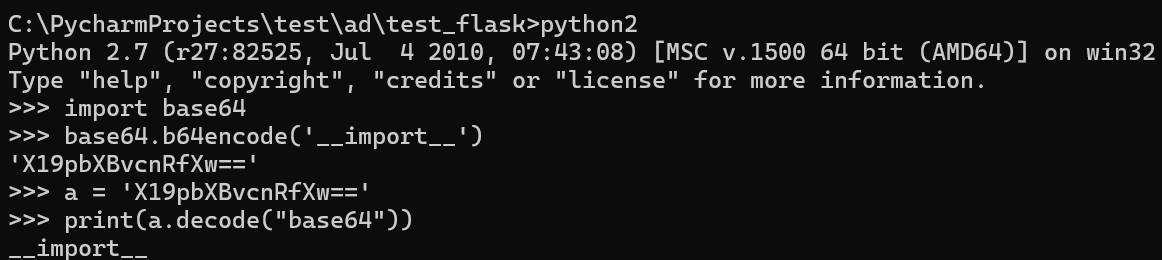 C:\PycharmProjects\test\ad\test_flask>python2
Python 2.7 (r27:82525, Jul  4 2010, 07:43:08) [MSC v.1500 64 bit (AMD64)] on win32
Type "help", "copyright", "credits" or "license" for more information.
>>> import base64
>>> base64.b64encode('__import__')
'X19pbXBvcnRfXw=='
>>> a = 'X19pbXBvcnRfXw=='
>>> print(a.decode("base64"))
__import__